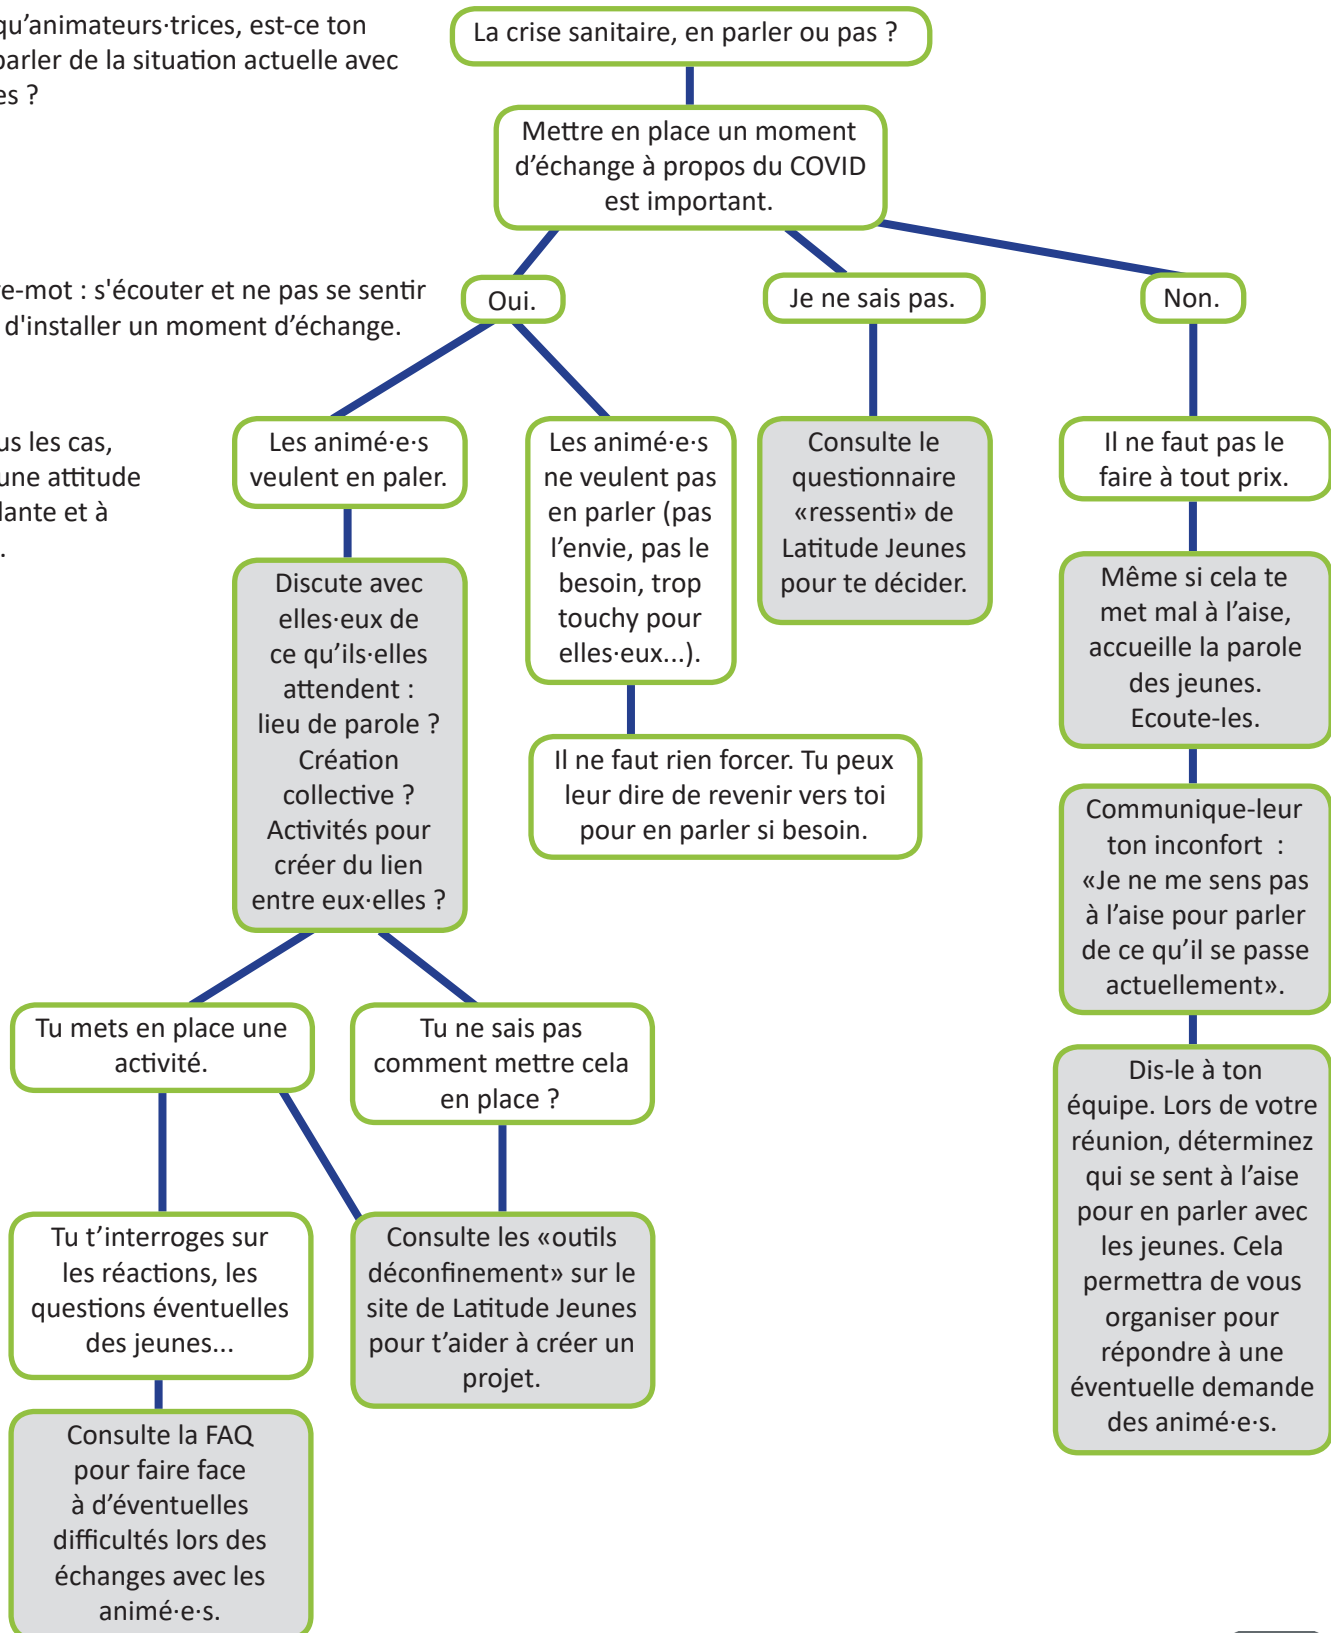 qu’animateurs·trices, est-ce ton
parler de la situation actuelle avec
es ?
La crise sanitaire, en parler ou pas ?
Mettre en place un moment
d’échange à propos du COVID
est important.
e-mot : s'écouter et ne pas se sentir
d'installer un moment d’échange.
Oui.
Je ne sais pas.
Non.
us les cas,
une attitude
lante et à
.
Les animé·e·s
veulent en paler.
Les animé·e·s
ne veulent pas
en parler (pas
l’envie, pas le
besoin, trop
touchy pour
elles·eux...).
Consulte le
questionnaire
«ressenti» de
Latitude Jeunes
pour te décider.
Il ne faut pas le
faire à tout prix.
Discute avec
elles·eux de
ce qu’ils·elles
attendent :
lieu de parole ?
Création
collective ?
Activités pour
créer du lien
entre eux·elles ?
Même si cela te
met mal à l’aise,
accueille la parole
des jeunes.
Ecoute-les.
Il ne faut rien forcer. Tu peux
leur dire de revenir vers toi
pour en parler si besoin.
Communique-leur
ton inconfort :
«Je ne me sens pas
à l’aise pour parler
de ce qu’il se passe
actuellement».
Tu mets en place une
activité.
Tu ne sais pas
comment mettre cela
en place ?
Dis-le à ton
équipe. Lors de votre
réunion, déterminez
qui se sent à l’aise
pour en parler avec
les jeunes. Cela
permettra de vous
organiser pour
répondre à une
éventuelle demande
des animé·e·s.
Tu t’interroges sur
les réactions, les
questions éventuelles
des jeunes...
Consulte les «outils
déconfinement» sur le
site de Latitude Jeunes
pour t’aider à créer un
projet.
Consulte la FAQ
pour faire face
à d’éventuelles
difficultés lors des
échanges avec les
animé·e·s.